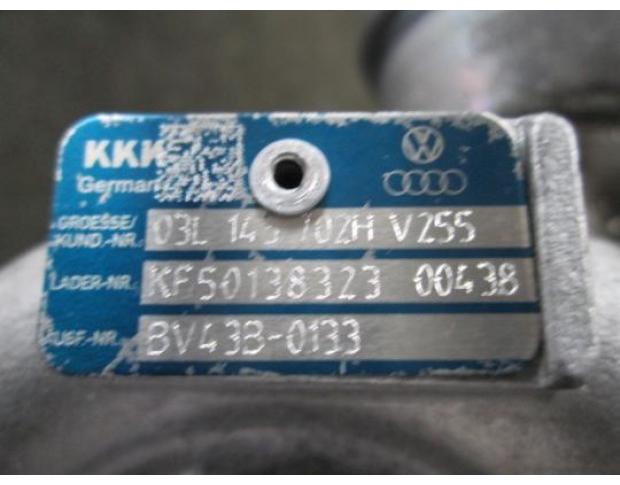 KKK
German
GROESSE/
KUND.-NR. 03L 145 702H V255
LADER-NR. KF50138323 00438
AUSF.-NR. BV43B-0133